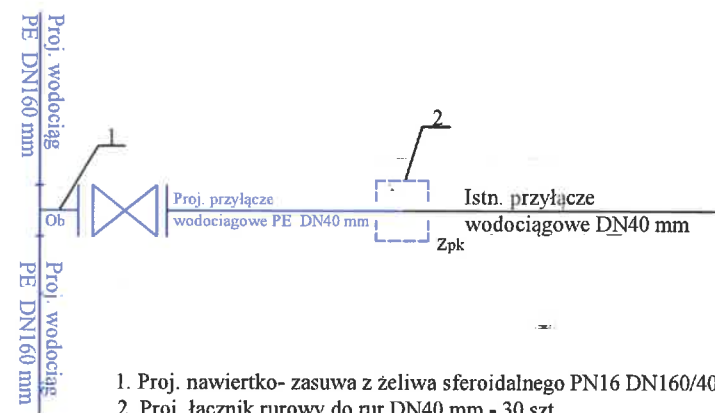 Proj. wodociąg
PE DN160 mm
1
2
Ob
Proj. przyłącze
wodociagowe PE DN40 mm
Istn. przyłącze
wodociągowe DN40 mm
Zpk
Proj. wodociąg
PE DN160 mm
1. Proj. nawiertko- zasuwa z żeliwa sferoidalnego PN16 DN160/40
2. Proj. łącznik rurowy do rur DN40 mm - 30 szt